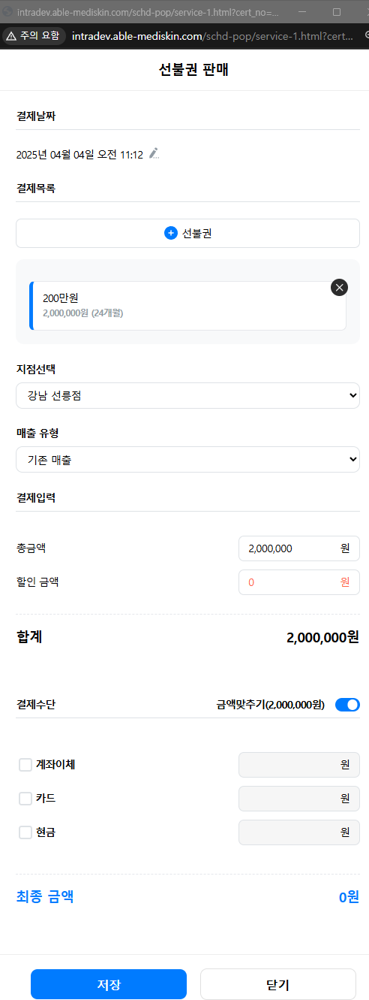 intradev.able-mediskin.com/schd-pop/service-1.html?cert_no=...
주의 요함 intradev.able-mediskin.com/schd-pop/service-1.html?cert...
선불권 판매
결제날짜
2025년 04월 04일 오전 11:12
결제목록
선불권
200만원
2,000,000원 (24개월)
지점선택
강남 선릉점
매출 유형
기존 매출
결제입력
총금액 2,000,000 원
할인 금액 0 원
합계 2,000,000원
결제수단 금액맞추기(2,000,000원)
계좌이체 원
카드 원
현금 원
최종 금액 0원
저장 닫기